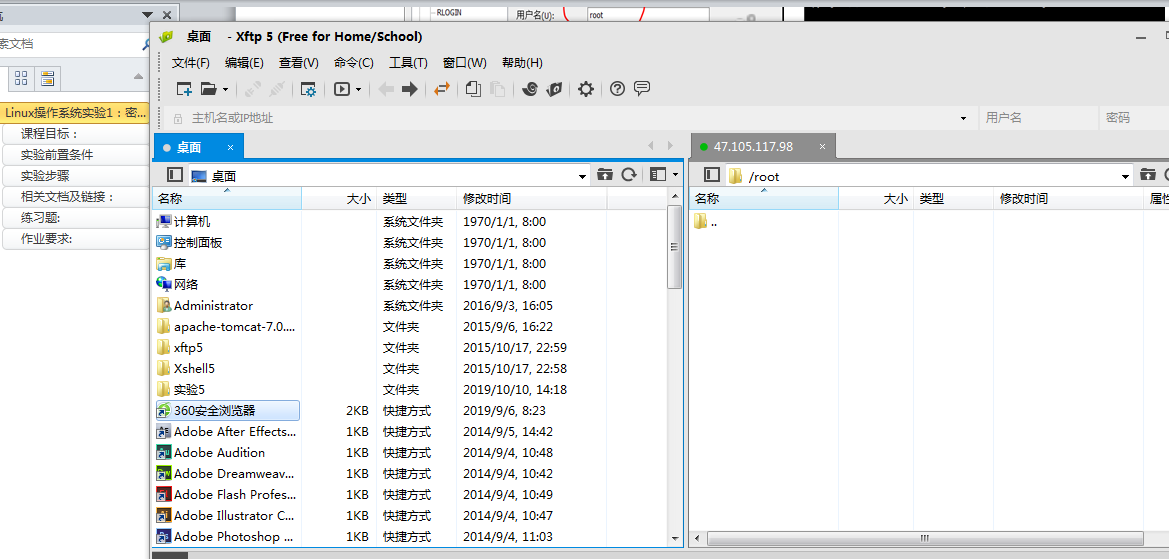 RLOGIN
用户名(U):
root
索文档
Linux操作系统实验1：密...
课程目标：
实验前置条件
实验步骤
相关文档及链接：
练习题:
作业要求:
桌面 - Xftp 5 (Free for Home/School)
文件(F) 编辑(E) 查看(V) 命令(C) 工具(T) 窗口(W) 帮助(H)
主机名或IP地址 用户名 密码
桌面 ×
桌面
名称 大小 类型 修改时间
计算机 系统文件夹 1970/1/1, 8:00
控制面板 系统文件夹 1970/1/1, 8:00
库 系统文件夹 1970/1/1, 8:00
网络 系统文件夹 1970/1/1, 8:00
Administrator 系统文件夹 2016/9/3, 16:05
apache-tomcat-7.0.... 文件夹 2015/9/6, 16:22
xftp5 文件夹 2015/10/17, 22:59
Xshell5 文件夹 2015/10/17, 22:58
实验5 文件夹 2019/10/10, 14:18
360安全浏览器 2KB 快捷方式 2019/9/6, 8:23
Adobe After Effects... 1KB 快捷方式 2014/9/5, 14:42
Adobe Audition 1KB 快捷方式 2014/9/4, 10:48
Adobe Dreamweav... 1KB 快捷方式 2014/9/4, 10:42
Adobe Flash Profes... 1KB 快捷方式 2014/9/4, 10:49
Adobe Illustrator C... 1KB 快捷方式 2014/9/4, 10:47
Adobe Photoshop ... 1KB 快捷方式 2014/9/4, 11:03
47.105.117.98 ×
/root
名称 大小 类型 修改时间 属性
..